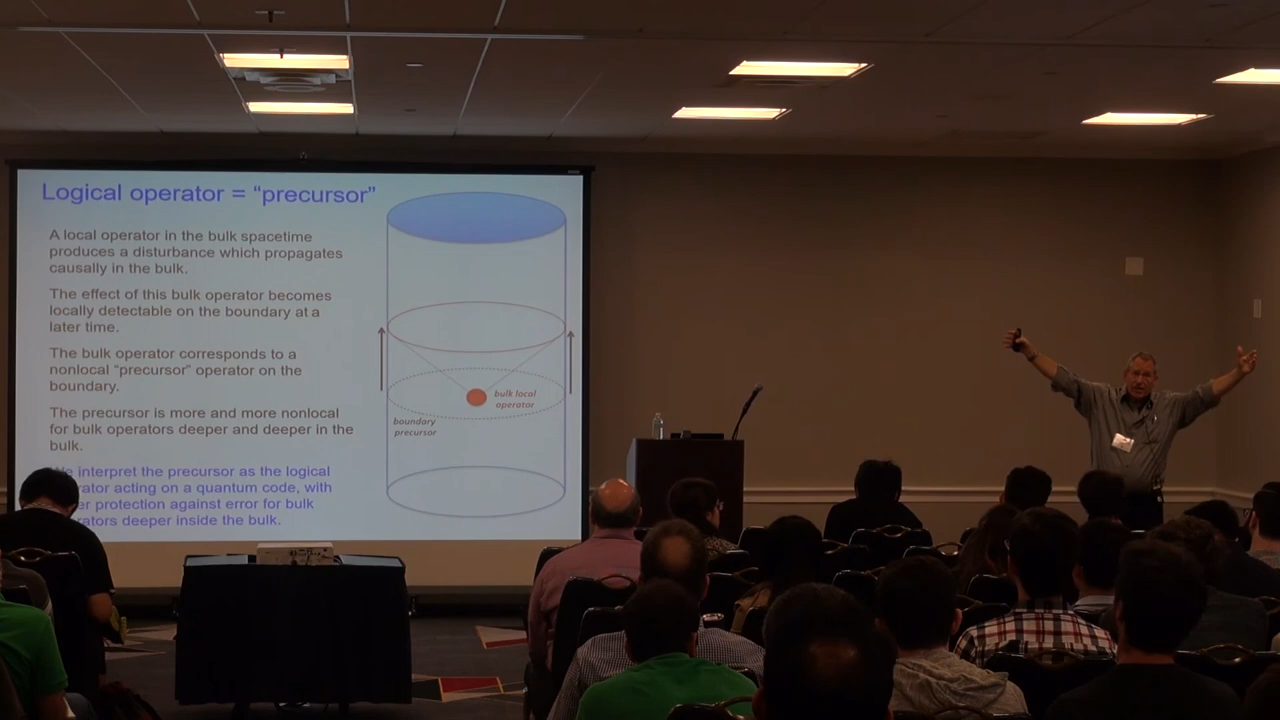 Logical operator = “precursor”
A local operator in the bulk spacetime
produces a disturbance which propagates
causally in the bulk.
The effect of this bulk operator becomes
locally detectable on the boundary at a
later time.
The bulk operator corresponds to a
nonlocal “precursor” operator on the
boundary.
The precursor is more and more nonlocal
for bulk operators deeper and deeper in the
bulk.
interpret the precursor as the logical
acting on a quantum code, with
protection against error for bulk
deeper inside the bulk.
bulk local
operator
boundary
precursor